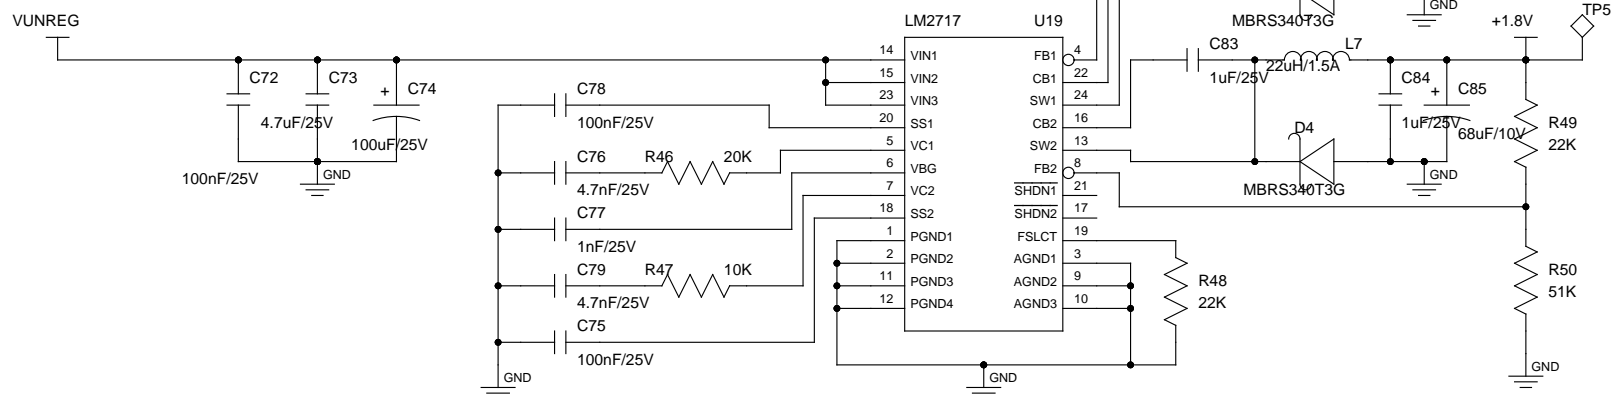 VUNREG
LM2717
U19
MBRS340T3G
GND
+1.8V
TP5
C72
100nF/25V
C73
4.7uF/25V
+
C74
100uF/25V
GND
C78
100nF/25V
C76
4.7nF/25V
R46
20K
C77
1nF/25V
C79
4.7nF/25V
R47
10K
C75
100nF/25V
GND
14 VIN1
15 VIN2
23 VIN3
20 SS1
5 VC1
6 VBG
7 VC2
18 SS2
1 PGND1
2 PGND2
11 PGND3
12 PGND4
FB1 4
CB1 22
SW1 24
CB2 16
SW2 13
FB2 8
SHDN1 21
SHDN2 17
FSLCT 19
AGND1 3
AGND2 9
AGND3 10
GND
R48
22K
C83
1uF/25V
L7
22uH/1.5A
D4
MBRS340T3G
C84
1uF/25V
+
C85
68uF/10V
GND
R49
22K
R50
51K
GND